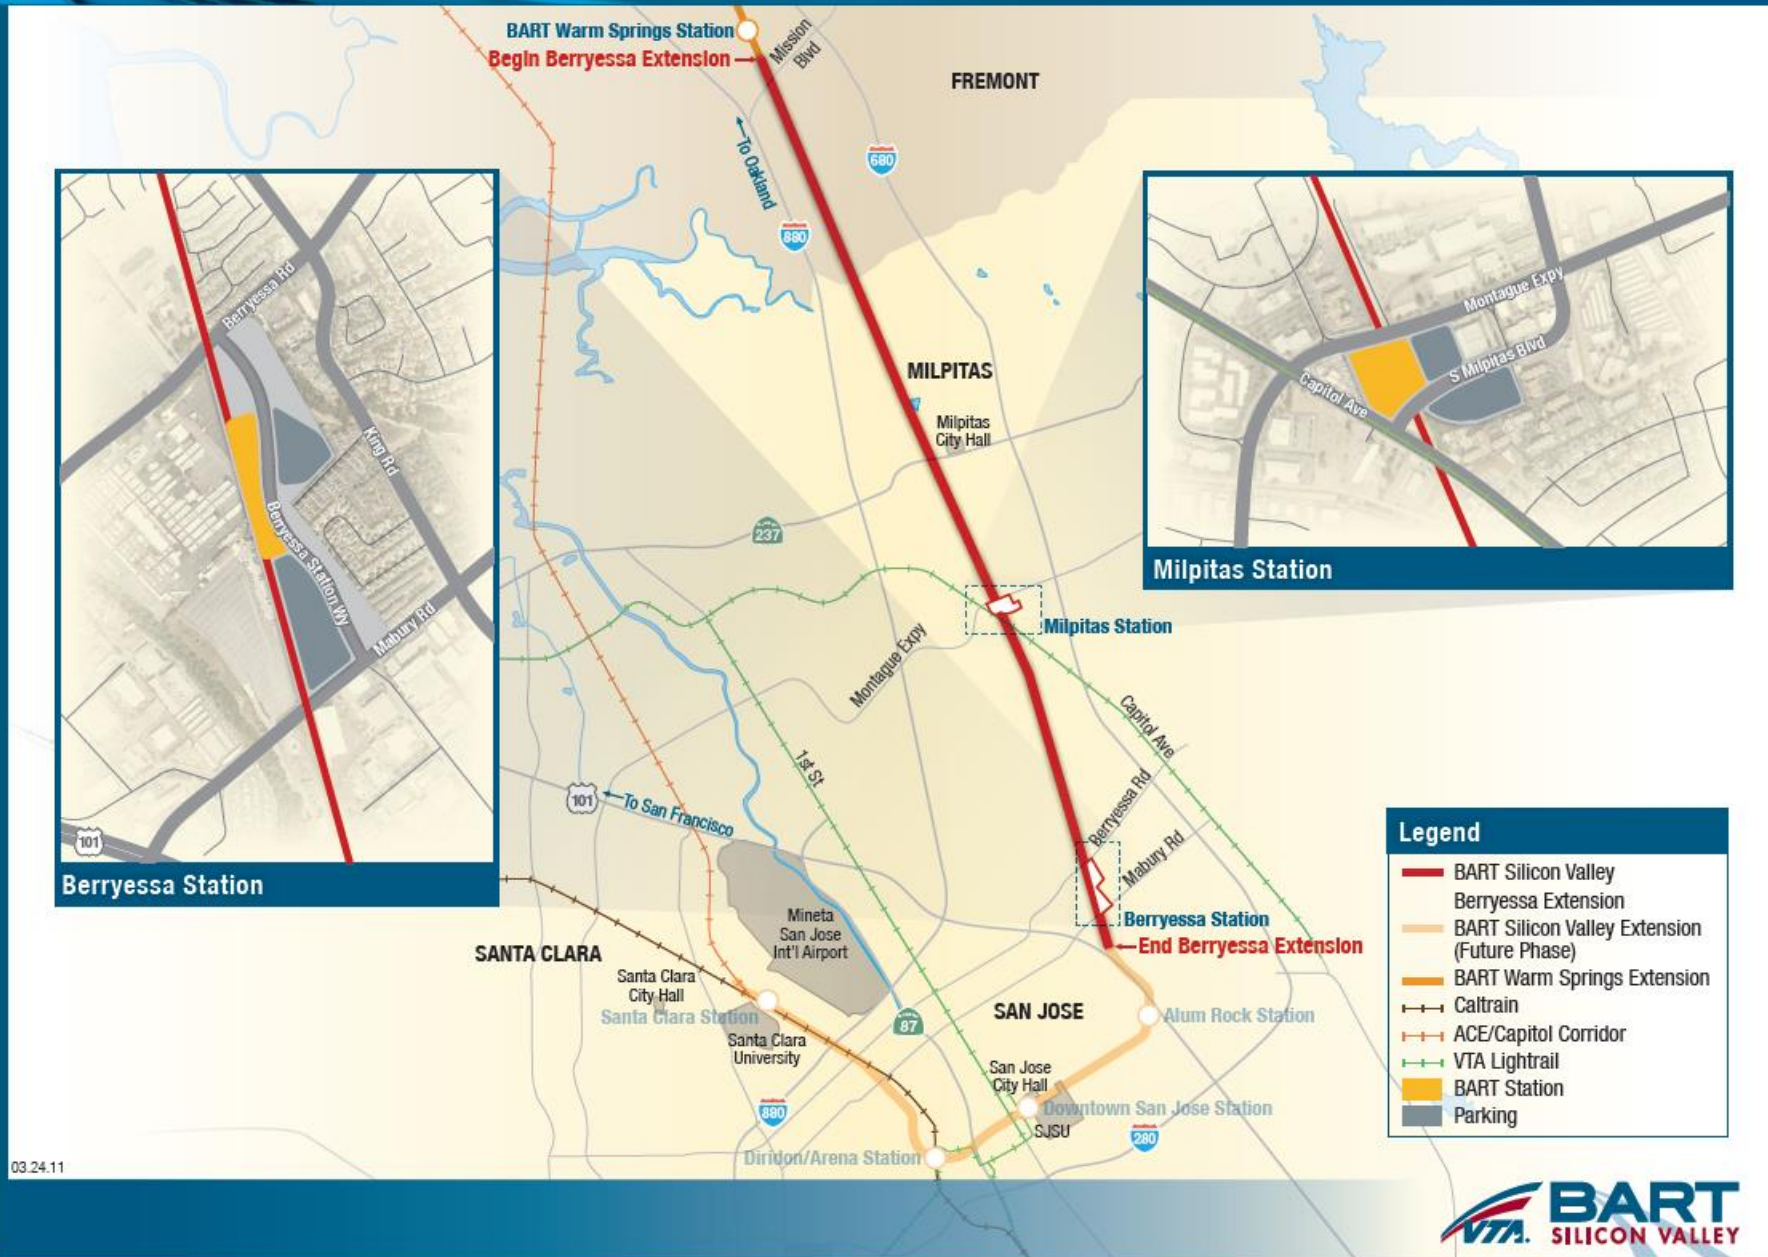 BART Warm Springs Station
Begin Berryessa Extension
Mission
Blvd
FREMONT
To Oakland
680
880
MILPITAS
Milpitas
City Hall
237
Milpitas Station
Montague Expy
Capitol Ave
1st St
101
To San Francisco
Berryessa Rd
Mabury Rd
Berryessa Station
End Berryessa Extension
Mineta
San Jose
Int'l Airport
SANTA CLARA
Santa Clara
City Hall
Santa Clara Station
Santa Clara
University
87
SAN JOSE
Alum Rock Station
San Jose
City Hall
Downtown San Jose Station
SJSU
880
280
Diridon/Arena Station
Berryessa Rd
King Rd
Berryessa Station Wy
Mabury Rd
101
Berryessa Station
Montague Expy
S Milpitas Blvd
Capitol Ave
Milpitas Station
Legend
BART Silicon Valley
Berryessa Extension
BART Silicon Valley Extension
(Future Phase)
BART Warm Springs Extension
Caltrain
ACE/Capitol Corridor
VTA Lightrail
BART Station
Parking
03.24.11
VTA.
BART
SILICON VALLEY